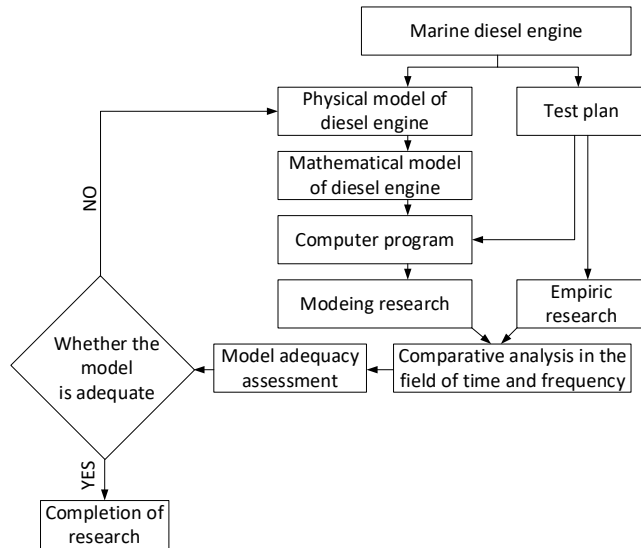 Marine diesel engine
Physical model of
diesel engine
Test plan
Mathematical model
of diesel engine
NO
Computer program
Modeing research
Empiric
research
Whether the
model
is adequate
Model adequacy
assessment
Comparative analysis in the
field of time and frequency
YES
Completion of
research